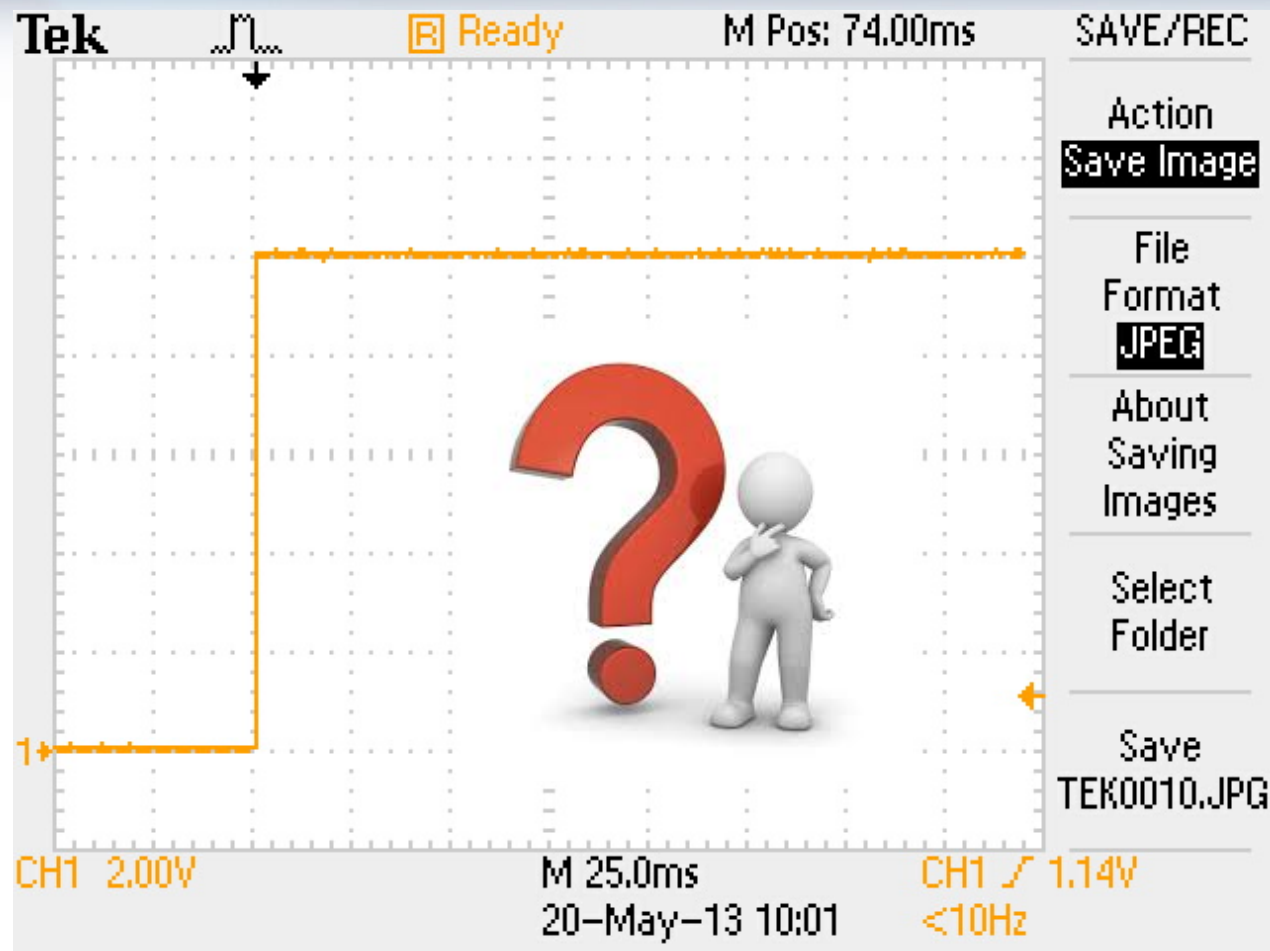 Tek R Ready M Pos: 74.00ms SAVE/REC
Action
Save Image
File
Format
JPEG
About
Saving
Images
Select
Folder
1
Save
TEK0010.JPG
CH1 2.00V M 25.0ms CH1 1.14V
20-May-13 10:01 <10Hz